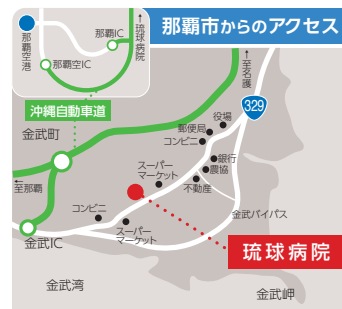 那覇市からのアクセス
那覇IC
↑
琉球病院
那覇空港
那覇空IC
沖縄自動車道
金武町
↑
至名護
329
役場
郵便局
コンビニ
銀行
農協
不動産
スーパー
マーケット
←
至那覇
コンビニ
スーパー
マーケット
金武バイパス
金武IC
琉球病院
金武湾
金武岬